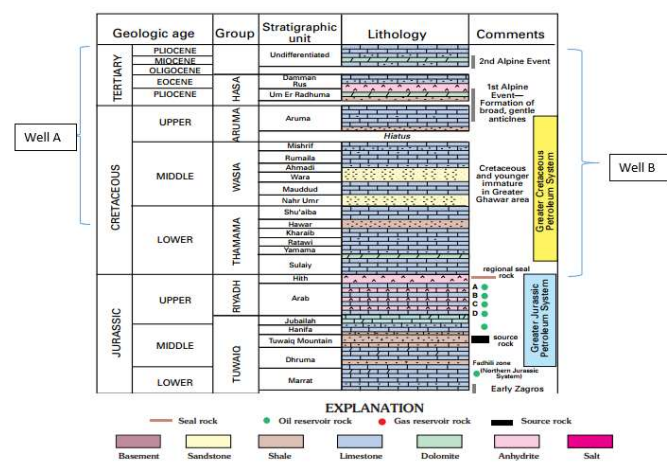 Geologic age Group Stratigraphic unit Lithology Comments
TERTIARY
PLIOCENE
MIOCENE
OLIGOCENE
EOCENE
PLIOCENE
CRETACEOUS
UPPER
MIDDLE
LOWER
JURASSIC
UPPER
MIDDLE
LOWER
HASA
ARUMA
WASIA
THAMAMA
RIYADH
TUWAIQ
Undifferentiated
Damman
Rus
Um Er Radhuma
Aruma
Hiatus
Mishrif
Rumaila
Ahmadi
Wara
Mauddud
Nahr Umr
Shu'aiba
Hawar
Kharaib
Ratawi
Yamama
Sulaiy
Hith
Arab
Jubailah
Hanifa
Tuwaiq Mountain
Dhruma
Marrat
2nd Alpine Event
1st Alpine
Event—
Formation of
broad, gentle
anticlines
Cretaceous
and younger
immature
in Greater
Ghawar area
regional seal
rock
A
B
C
D
source
rock
Fadhili zone
(Northern Jurassic
System)
Early Zagros
Greater Cretaceous
Petroleum System
Greater Jurassic
Petroleum System
Well A
Well B
EXPLANATION
Seal rock Oil reservoir rock Gas reservoir rock Source rock
Basement Sandstone Shale Limestone Dolomite Anhydrite Salt